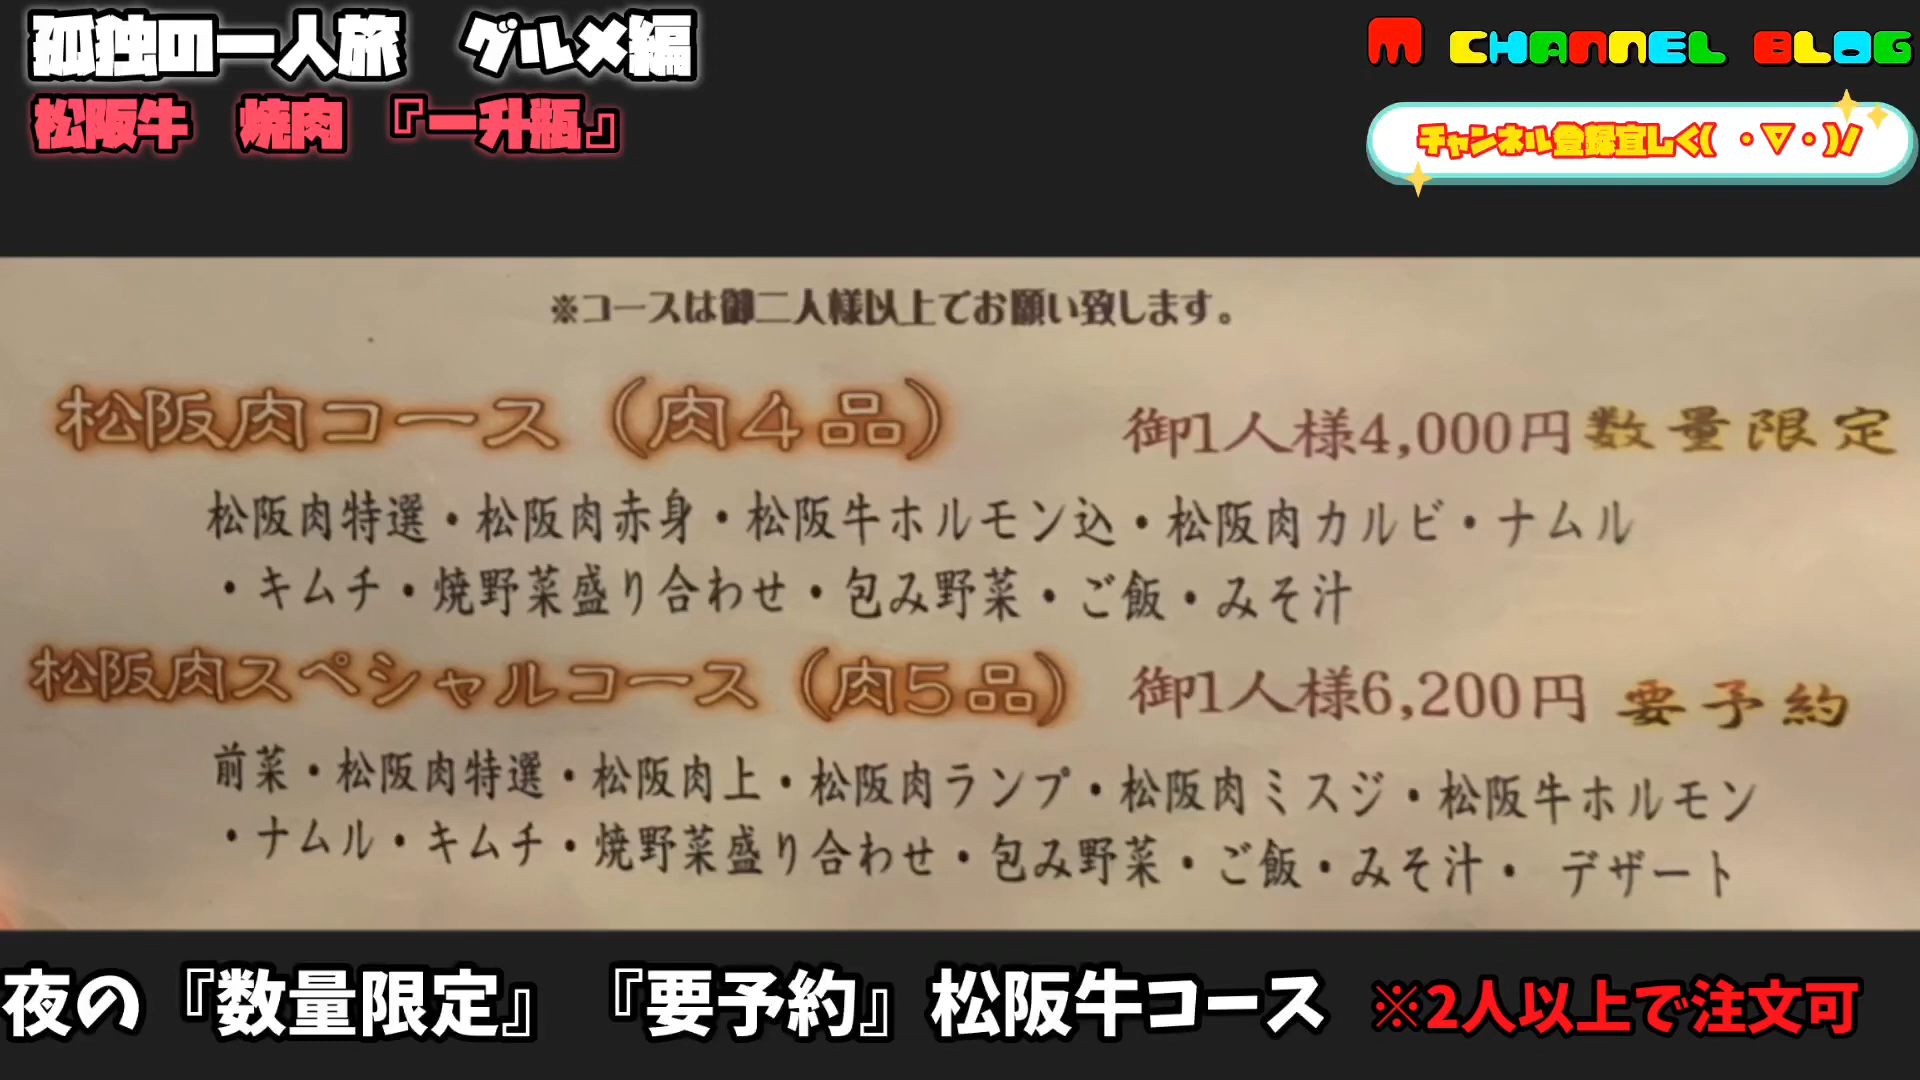 孤独の一人旅 グルメ編
M CHANNEL BLOG
松阪牛 焼肉 『一升瓶』
チャンネル登録宜しく( ・∇・)/
※コースは御二人様以上でお願い致します。
松阪肉コース（肉４品） 御1人様4,000円 数量限定
松阪肉特選・松阪肉赤身・松阪牛ホルモン込・松阪肉カルビ・ナムル
・キムチ・焼野菜盛り合わせ・包み野菜・ご飯・みそ汁
松阪肉スペシャルコース（肉５品） 御1人様6,200円 要予約
前菜・松阪肉特選・松阪肉上・松阪肉ランプ・松阪肉ミスジ・松阪牛ホルモン
・ナムル・キムチ・焼野菜盛り合わせ・包み野菜・ご飯・みそ汁・ デザート
夜の『数量限定』 『要予約』松阪牛コース ※2人以上で注文可